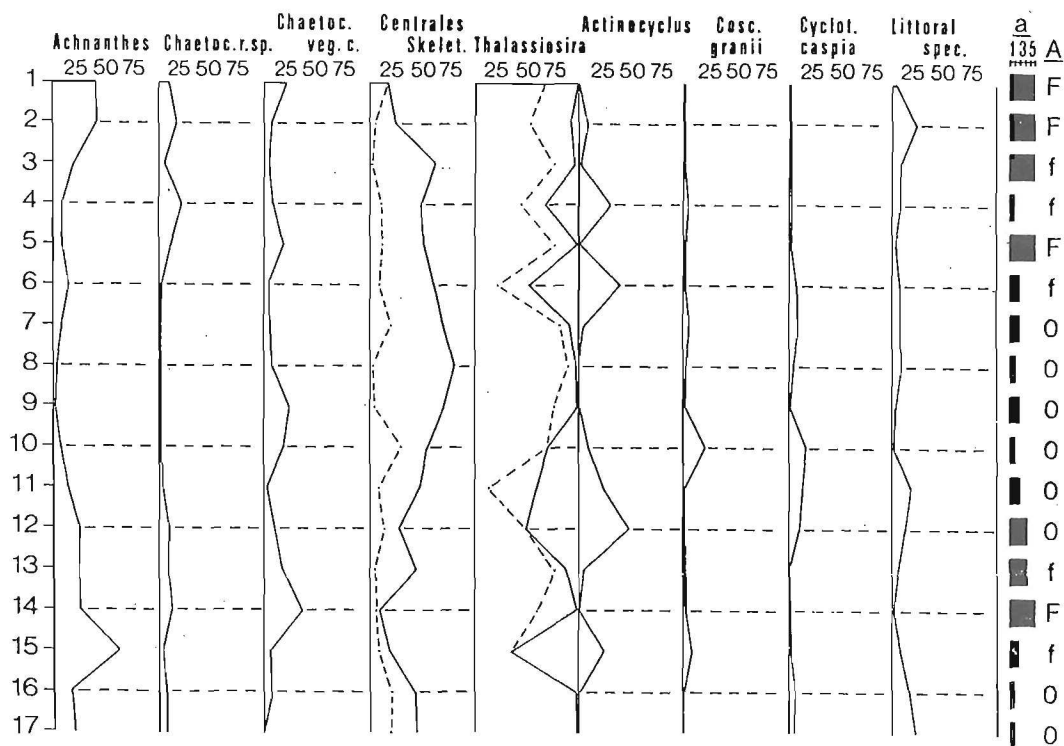 Chaetoc. Centrales Actinocyclus Cosc. Cyclot. Littoral a
Achnanthes Chaetoc.r.sp. veg. c. Skelet. Thalassiosira granii caspia spec. 135 A
25 50 75 25 50 75 25 50 75 25 50 75 25 50 75 25 50 75 25 50 75 25 50 75 25 50 75
1 F
2 F
3 f
4 f
5 F
6 f
7 0
8 0
9 0
10 0
11 0
12 0
13 f
14 F
15 f
16 0
17 0